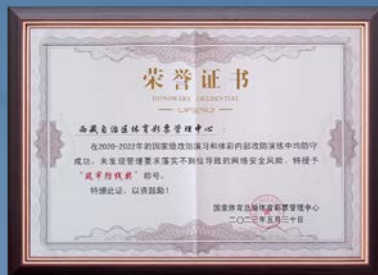 荣誉证书
HONORARY CREDENTIAL
西藏自治区体育彩票管理中心：
在2020-2022年的国家级攻防演习和体彩内部攻防演练中均防守
成功，未发现管理要求落实不到位导致的网络安全风险，特授予
“筑牢防线奖”称号。
特颁此证，以资鼓励！
国家体育总局体育彩票管理中心
二〇二三年五月三十日